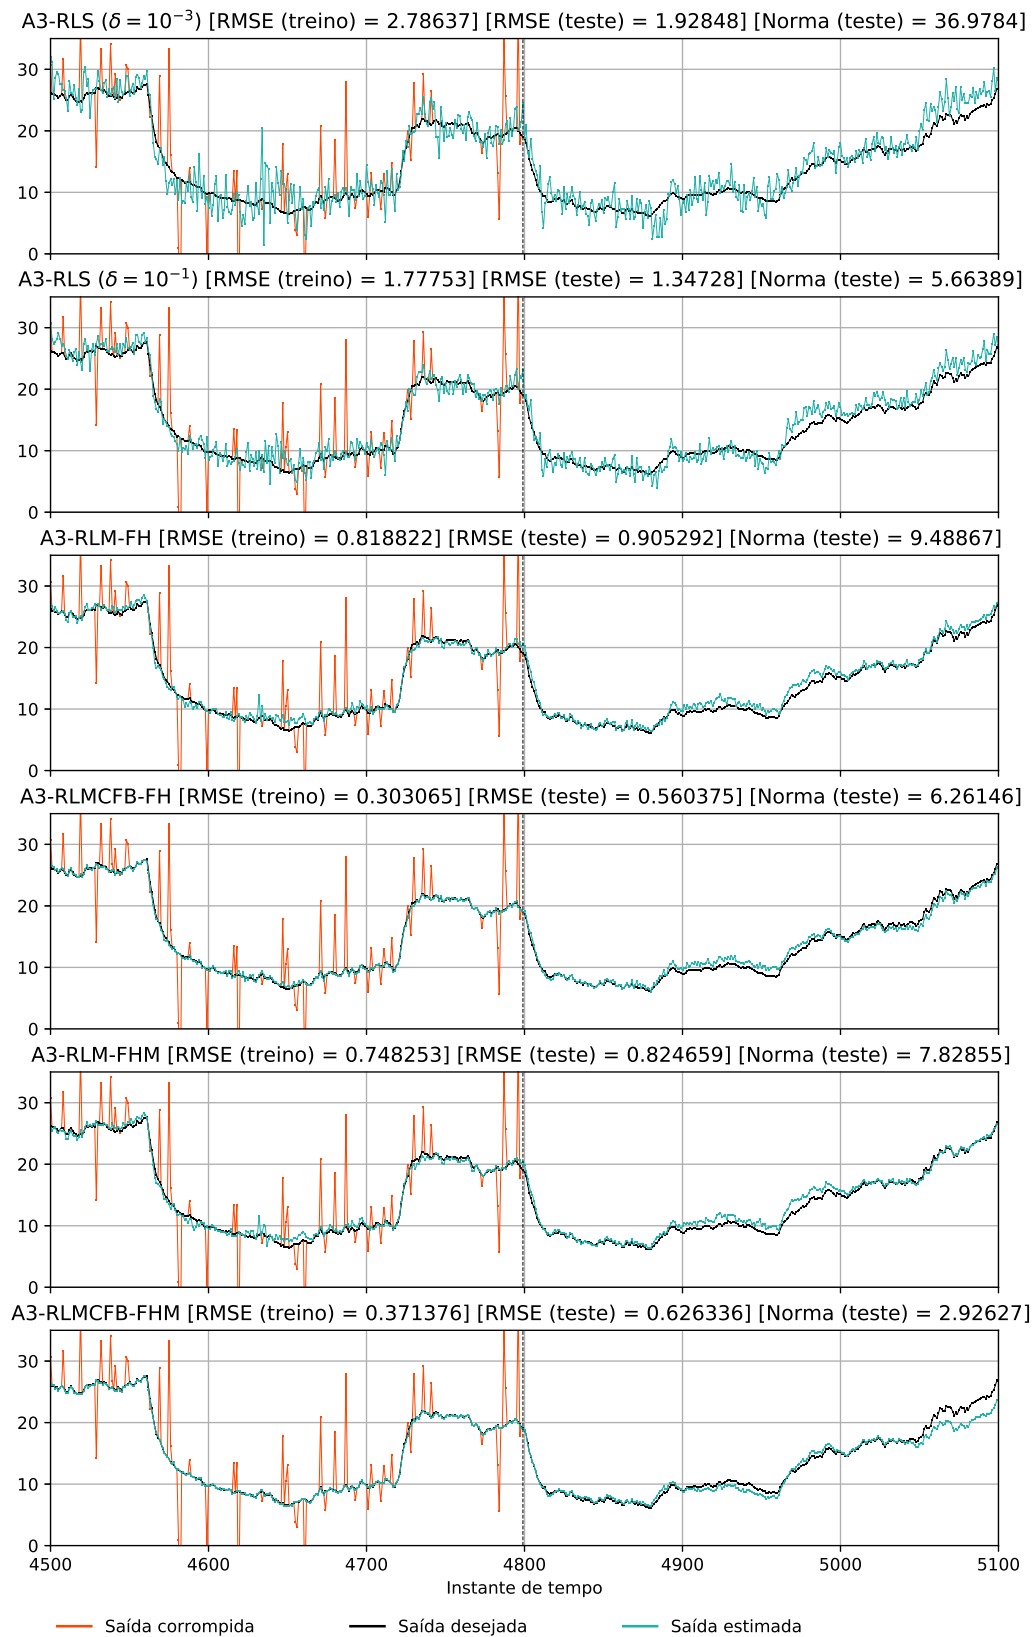 A3-RLS (δ = 10⁻³) [RMSE (treino) = 2.78637] [RMSE (teste) = 1.92848] [Norma (teste) = 36.9784]
30
20
10
0
A3-RLS (δ = 10⁻¹) [RMSE (treino) = 1.77753] [RMSE (teste) = 1.34728] [Norma (teste) = 5.66389]
30
20
10
0
A3-RLM-FH [RMSE (treino) = 0.818822] [RMSE (teste) = 0.905292] [Norma (teste) = 9.48867]
30
20
10
0
A3-RLMCFB-FH [RMSE (treino) = 0.303065] [RMSE (teste) = 0.560375] [Norma (teste) = 6.26146]
30
20
10
0
A3-RLM-FHM [RMSE (treino) = 0.748253] [RMSE (teste) = 0.824659] [Norma (teste) = 7.82855]
30
20
10
0
A3-RLMCFB-FHM [RMSE (treino) = 0.371376] [RMSE (teste) = 0.626336] [Norma (teste) = 2.92627]
30
20
10
0
4500 4600 4700 4800 4900 5000 5100
Instante de tempo
Saída corrompida Saída desejada Saída estimada